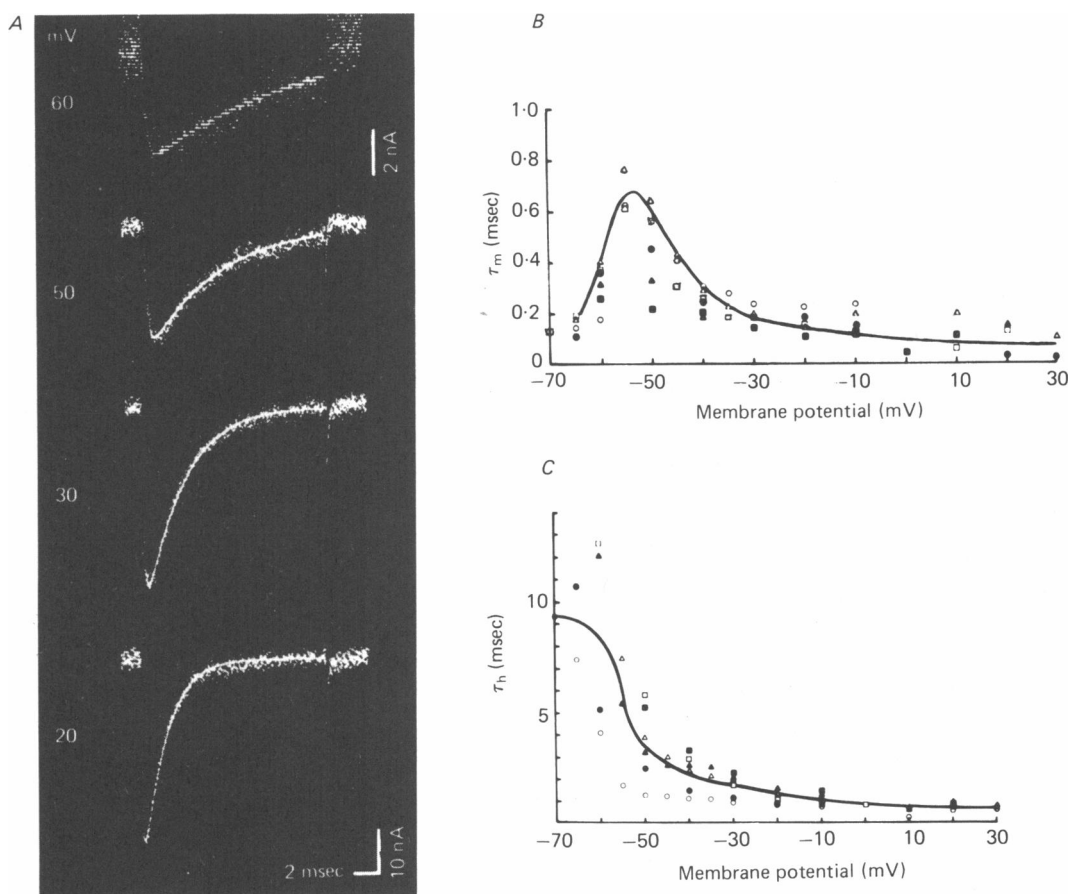 A
mV
60
2 nA
50
30
20
2 msec
10 nA
B
1·0
0·8
0·6
0·4
0·2
0
τm (msec)
−70
−50
−30
−10
10
30
Membrane potential (mV)
C
10
5
τh (msec)
−70
−50
−30
−10
10
30
Membrane potential (mV)